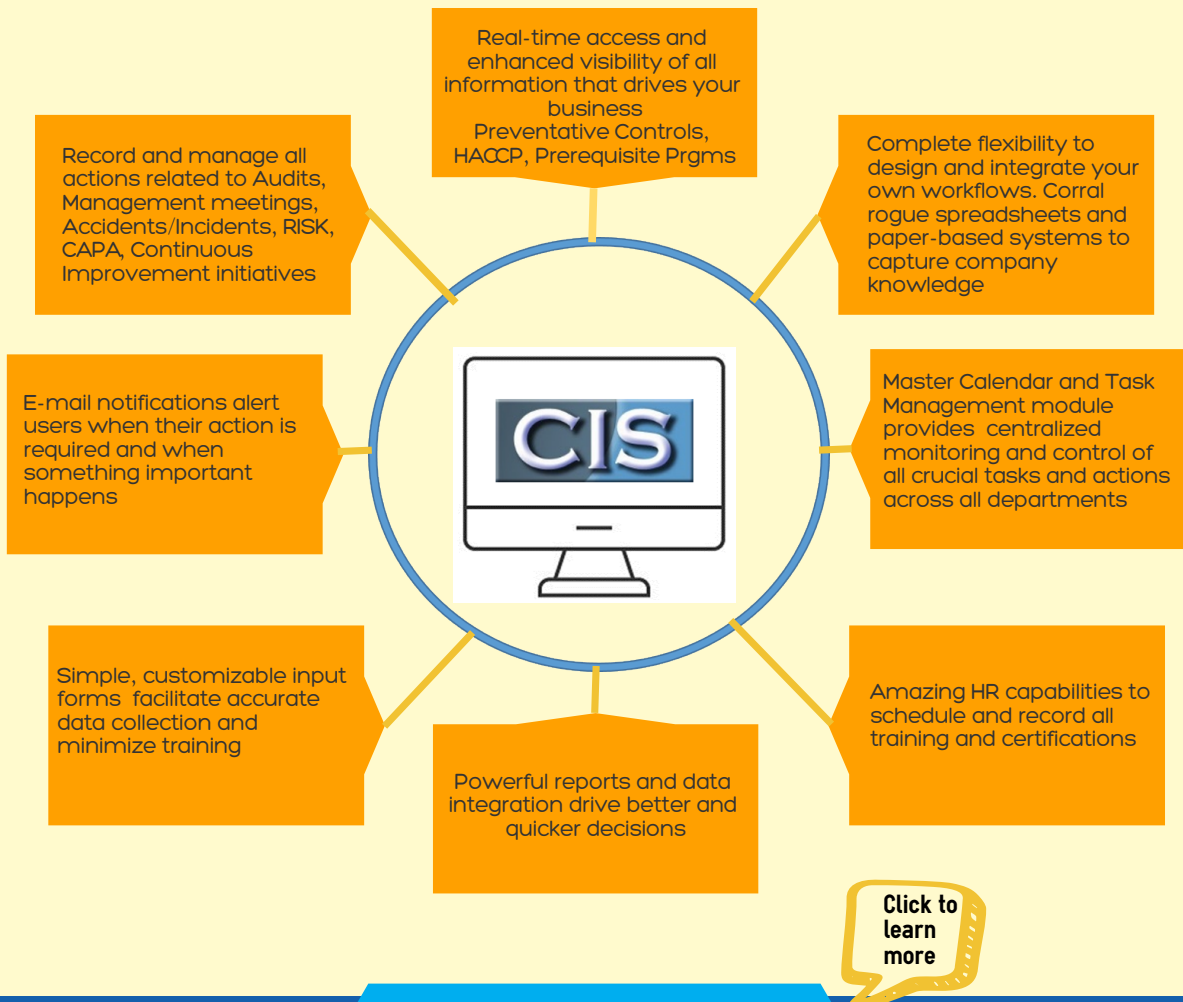 Real-time access and
enhanced visibility of all
information that drives your
business
Preventative Controls,
HACCP, Prerequisite Prgms
Record and manage all
actions related to Audits,
Management meetings,
Accidents/Incidents, RISK,
CAPA, Continuous
Improvement initiatives
Complete flexibility to
design and integrate your
own workflows. Corral
rogue spreadsheets and
paper-based systems to
capture company
knowledge
E-mail notifications alert
users when their action is
required and when
something important
happens
CIS
Master Calendar and Task
Management module
provides centralized
monitoring and control of
all crucial tasks and actions
across all departments
Simple, customizable input
forms facilitate accurate
data collection and
minimize training
Powerful reports and data
integration drive better and
quicker decisions
Amazing HR capabilities to
schedule and record all
training and certifications
Click to
learn
more